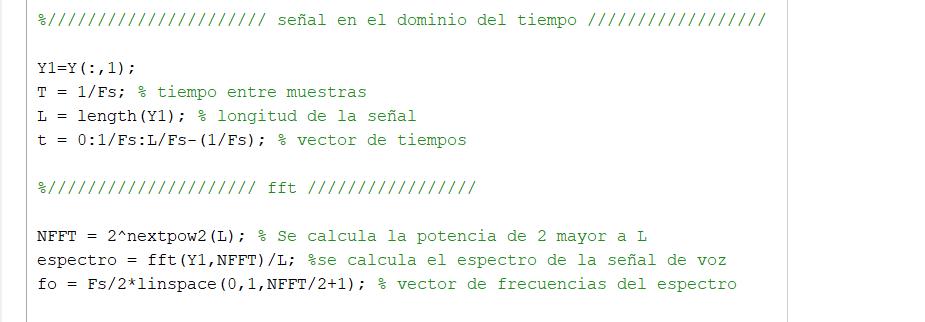 %////////////////////// señal en el dominio del tiempo //////////////////
Y1=Y(:,1);
T = 1/Fs; % tiempo entre muestras
L = length(Y1); % longitud de la señal
t = 0:1/Fs:L/Fs-(1/Fs); % vector de tiempos
%///////////////////// fft /////////////////
NFFT = 2^nextpow2(L); % Se calcula la potencia de 2 mayor a L
espectro = fft(Y1,NFFT)/L; %se calcula el espectro de la señal de voz
fo = Fs/2*linspace(0,1,NFFT/2+1); % vector de frecuencias del espectro